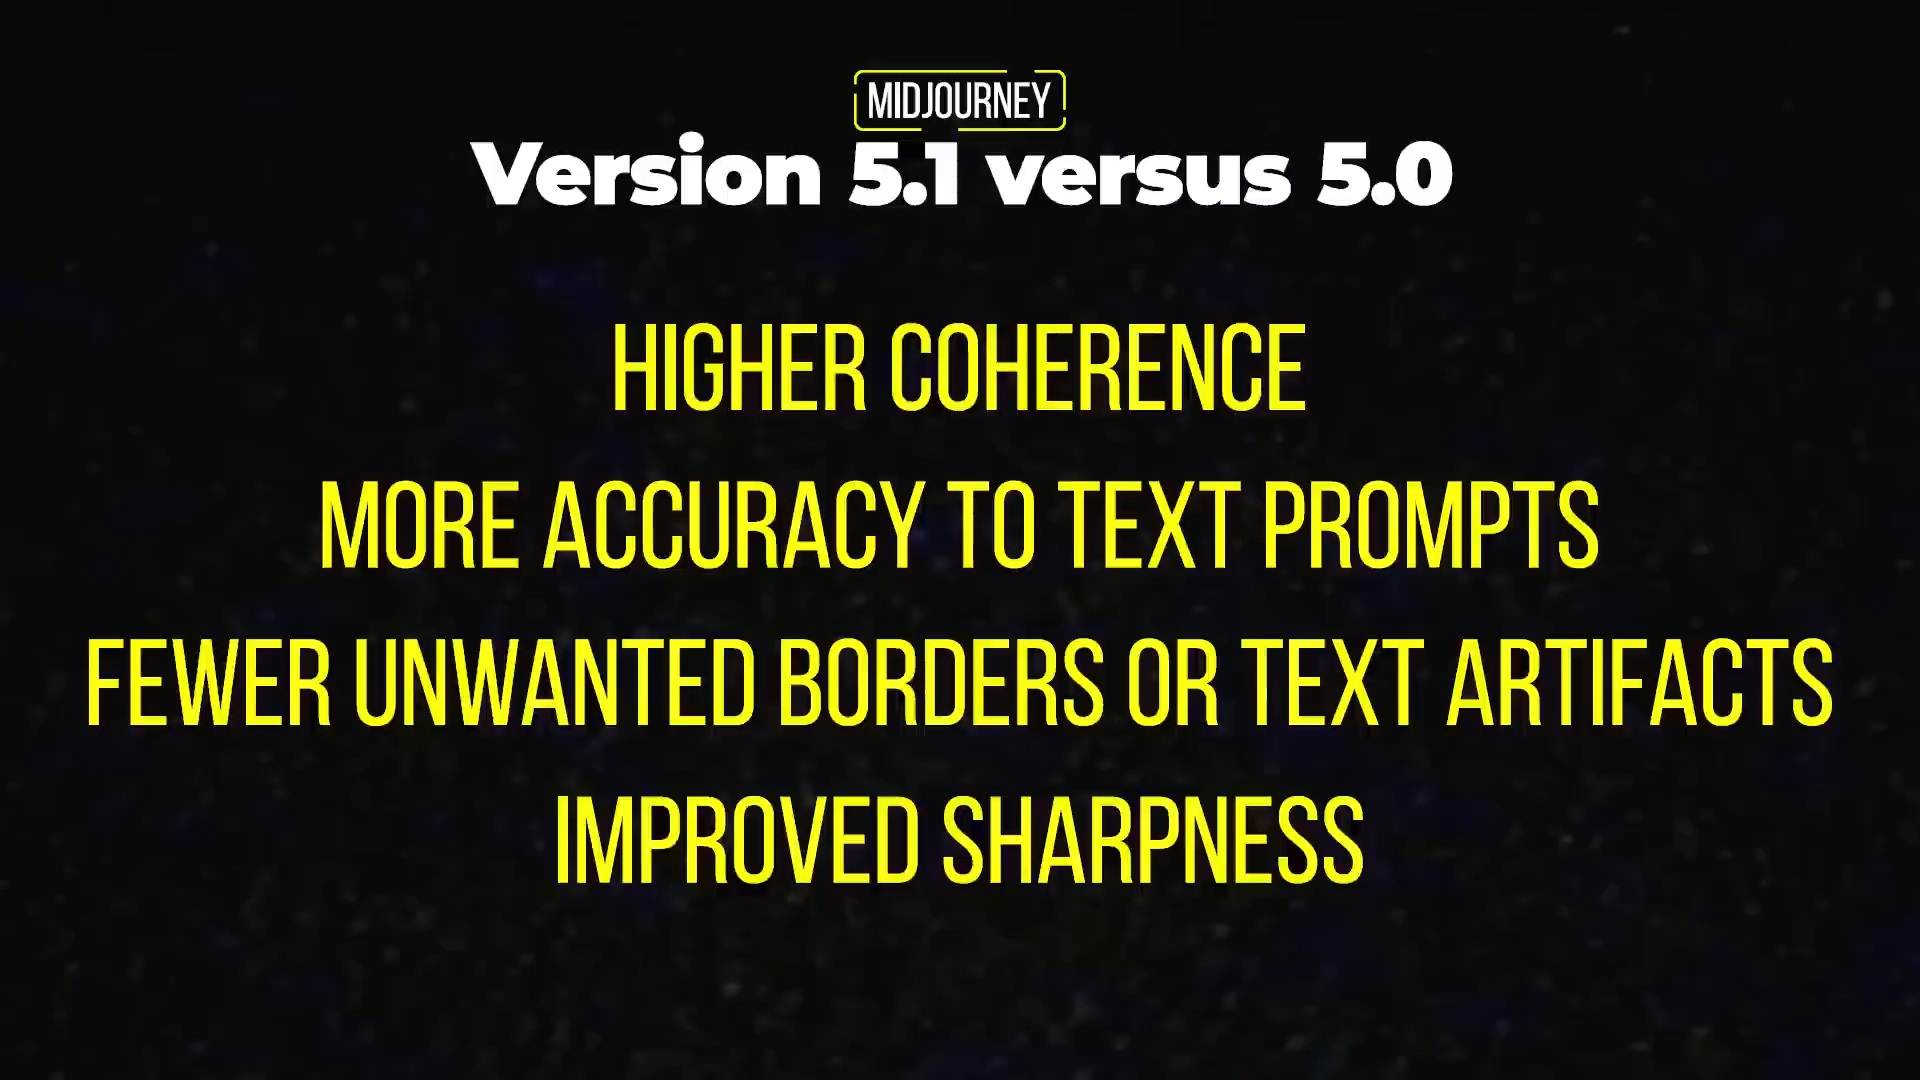 MIDJOURNEY
Version 5.1 versus 5.0
HIGHER COHERENCE
MORE ACCURACY TO TEXT PROMPTS
FEWER UNWANTED BORDERS OR TEXT ARTIFACTS
IMPROVED SHARPNESS